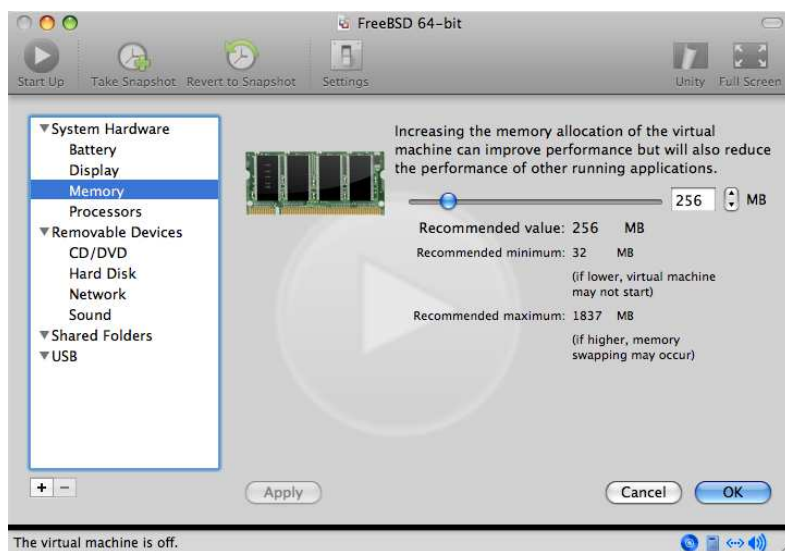 FreeBSD 64-bit
Start Up Take Snapshot Revert to Snapshot Settings Unity Full Screen
System Hardware
Battery
Display
Memory
Processors
Removable Devices
CD/DVD
Hard Disk
Network
Sound
Shared Folders
USB
+ −
Increasing the memory allocation of the virtual
machine can improve performance but will also reduce
the performance of other running applications.
256 MB
Recommended value: 256 MB
Recommended minimum: 32 MB
(if lower, virtual machine
may not start)
Recommended maximum: 1837 MB
(if higher, memory
swapping may occur)
Apply Cancel OK
The virtual machine is off.